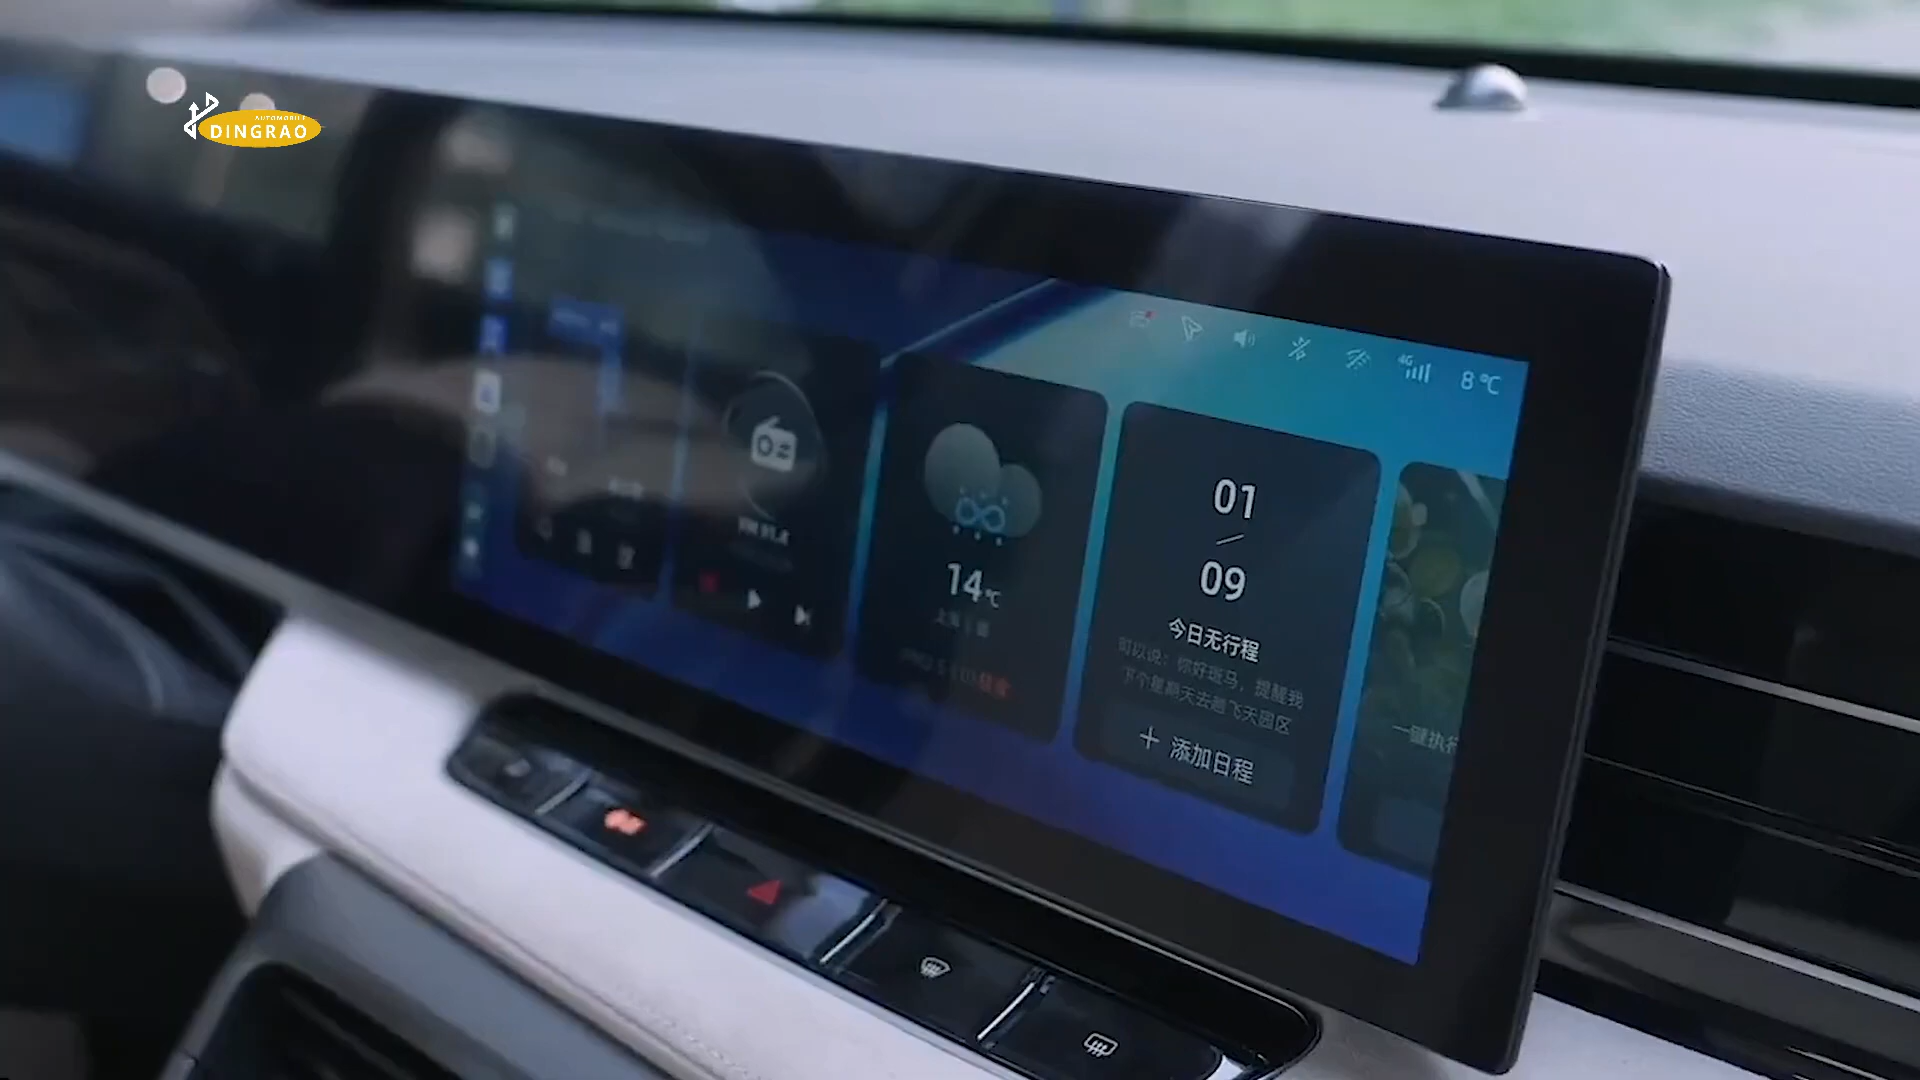 AUTOMOBILE
DINGRAO
4G
8℃
14℃
01
09
今日无行程
可以说：你好斑马，提醒我
下个星期天去趟飞天园区
添加日程
一键执行